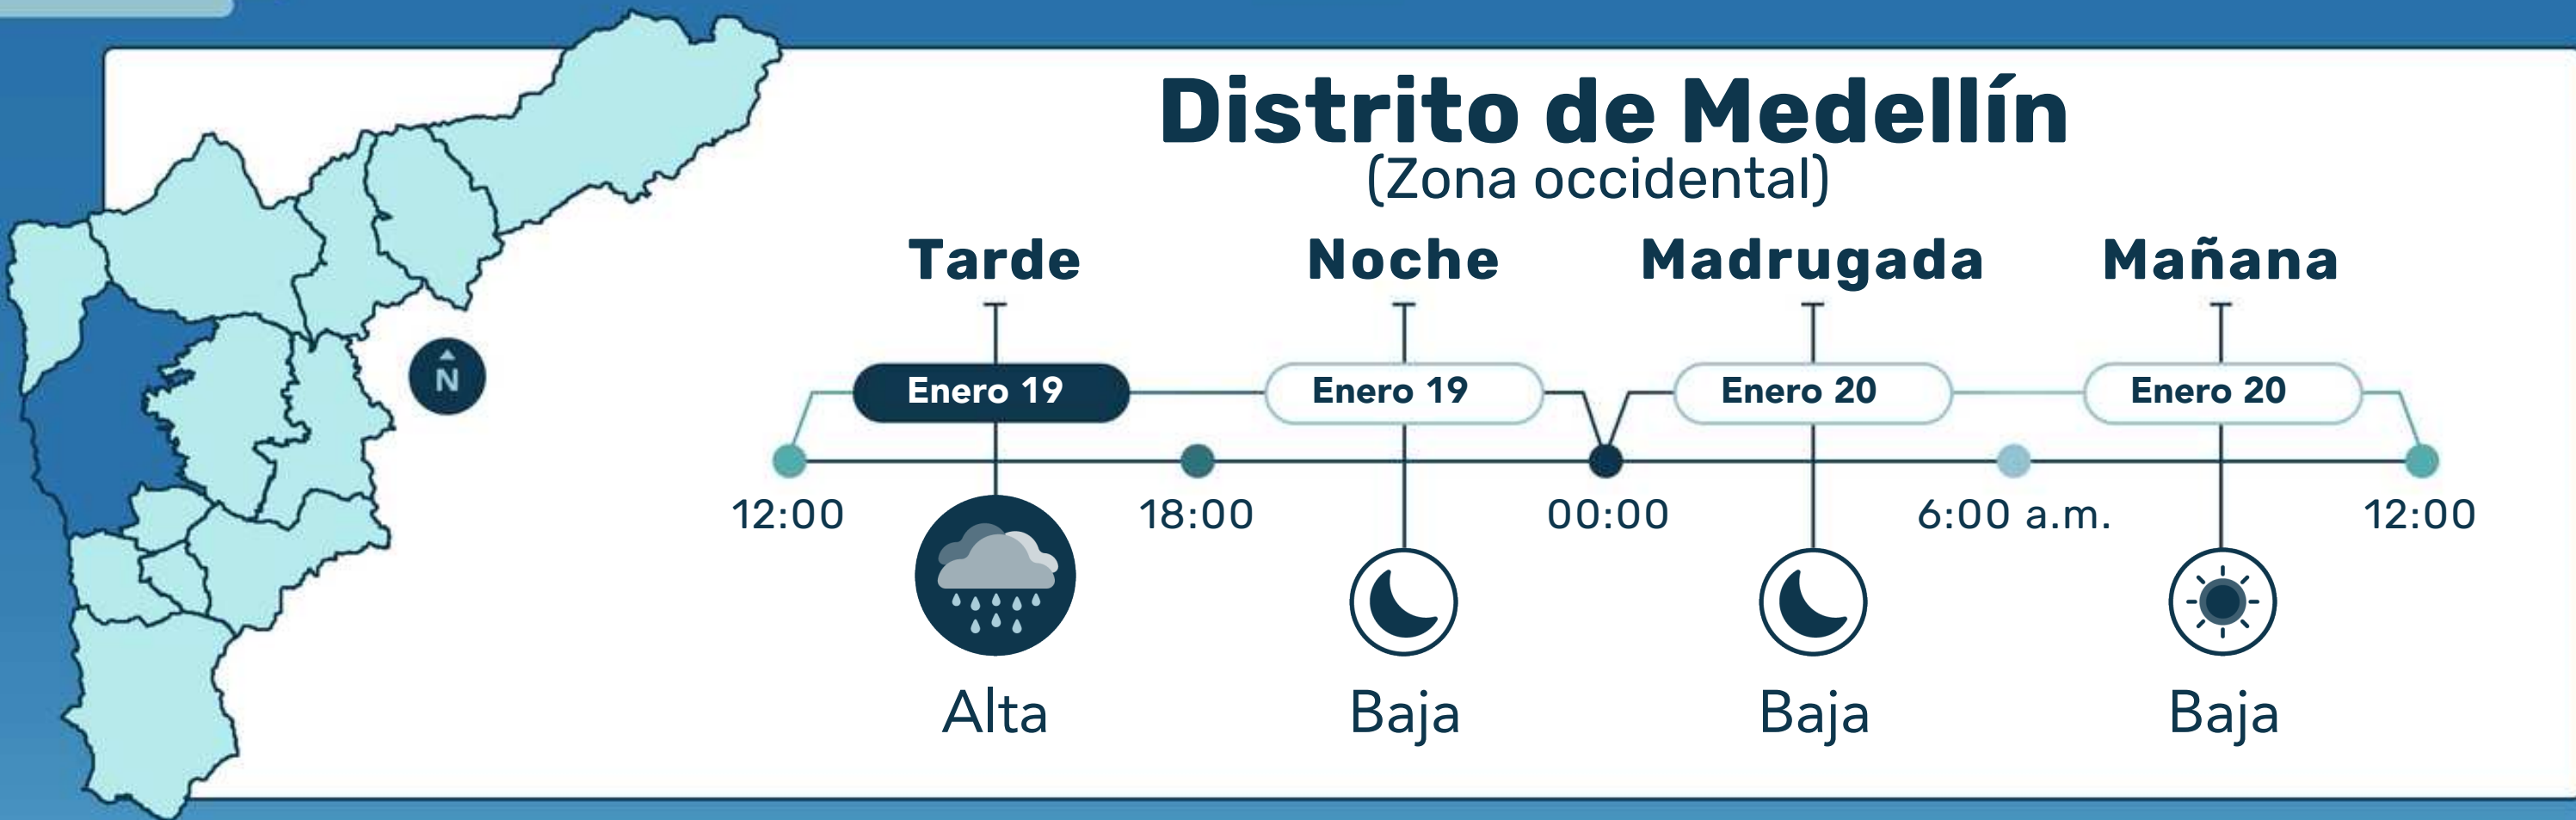 Distrito de Medellín
(Zona occidental)
Tarde Noche Madrugada Mañana
N
Enero 19 Enero 19 Enero 20 Enero 20
12:00 18:00 00:00 6:00 a.m. 12:00
Alta Baja Baja Baja